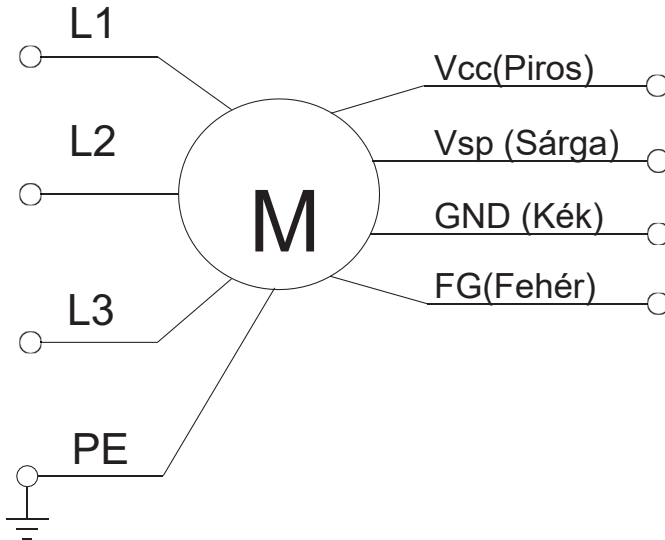 L1
Vcc(Piros)
L2
Vsp (Sárga)
M
GND (Kék)
L3
FG(Fehér)
PE